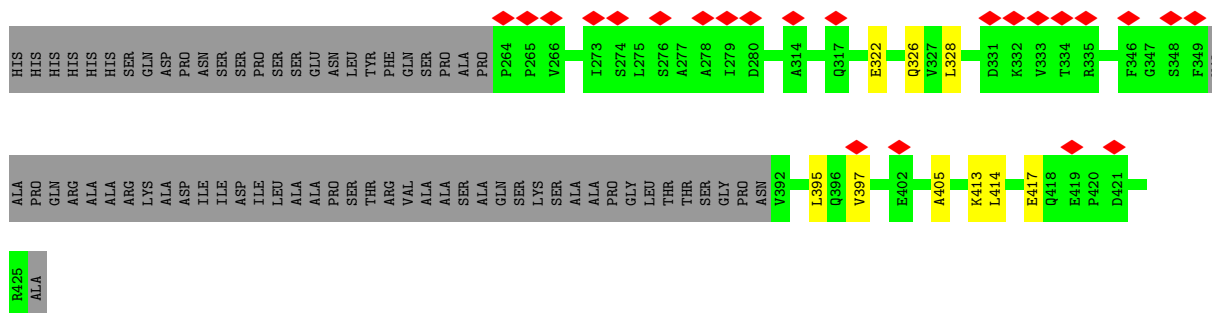 HIS HIS HIS HIS HIS HIS SER GLN ASP PRO ASN SER SER PRO SER SER GLU ASN LEU TYR PHE GLN SER PRO ALA PRO P264 P265 V266 I273 S274 L275 S276 A277 A278 I279 D280 A314 Q317 E322 Q326 V327 L328 D331 K332 V333 T334 R335 F346 G347 S348 F349
ALA PRO GLN ARG ALA ALA ARG LYS ALA ASP ILE ILE ASP ILE LEU ALA ALA PRO SER THR ARG VAL ALA ALA SER ALA GLN SER LYS SER ALA ALA PRO GLY LEU THR THR SER GLY PRO ASN V392 L395 Q396 V397 E402 A405 K413 L414 E417 Q418 E419 P420 D421
R425 ALA